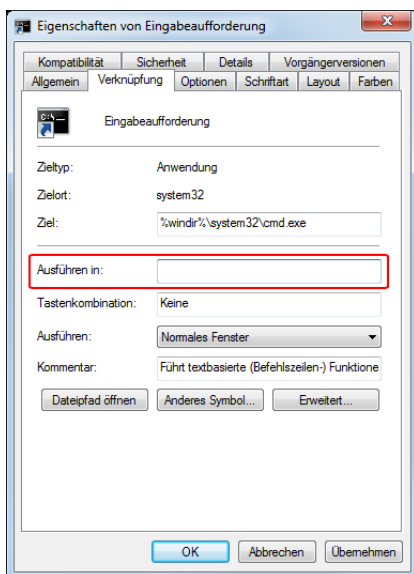 Eigenschaften von Eingabeaufforderung
Kompatibilität Sicherheit Details Vorgängerversionen
Allgemein Verknüpfung Optionen Schriftart Layout Farben
C:\
Eingabeaufforderung
Zieltyp: Anwendung
Zielort: system32
Ziel: %windir%\system32\cmd.exe
Ausführen in:
Tastenkombination: Keine
Ausführen: Normales Fenster
Kommentar: Führt textbasierte (Befehlszeilen-) Funktione
Dateipfad öffnen Anderes Symbol... Erweitert...
OK Abbrechen Übernehmen